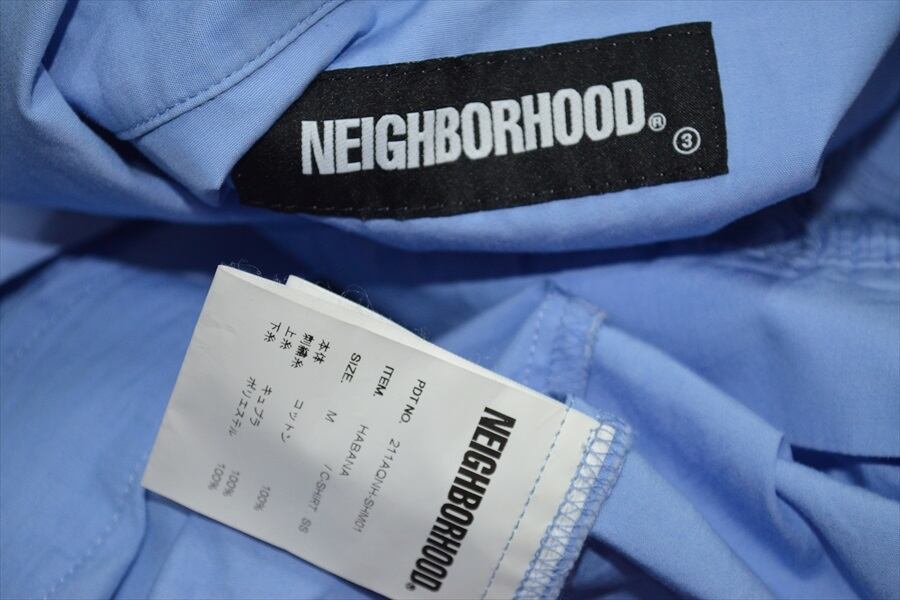 NEIGHBORHOOD®
3
NEIGHBORHOOD®
PDT NO. 211AQNH-SHM01
ITEM. HABANA / C-SHIRT SS
SIZE. M
本体 コットン 100%
刺繍糸
上糸 キュプラ 100%
下糸 ポリエステル 100%